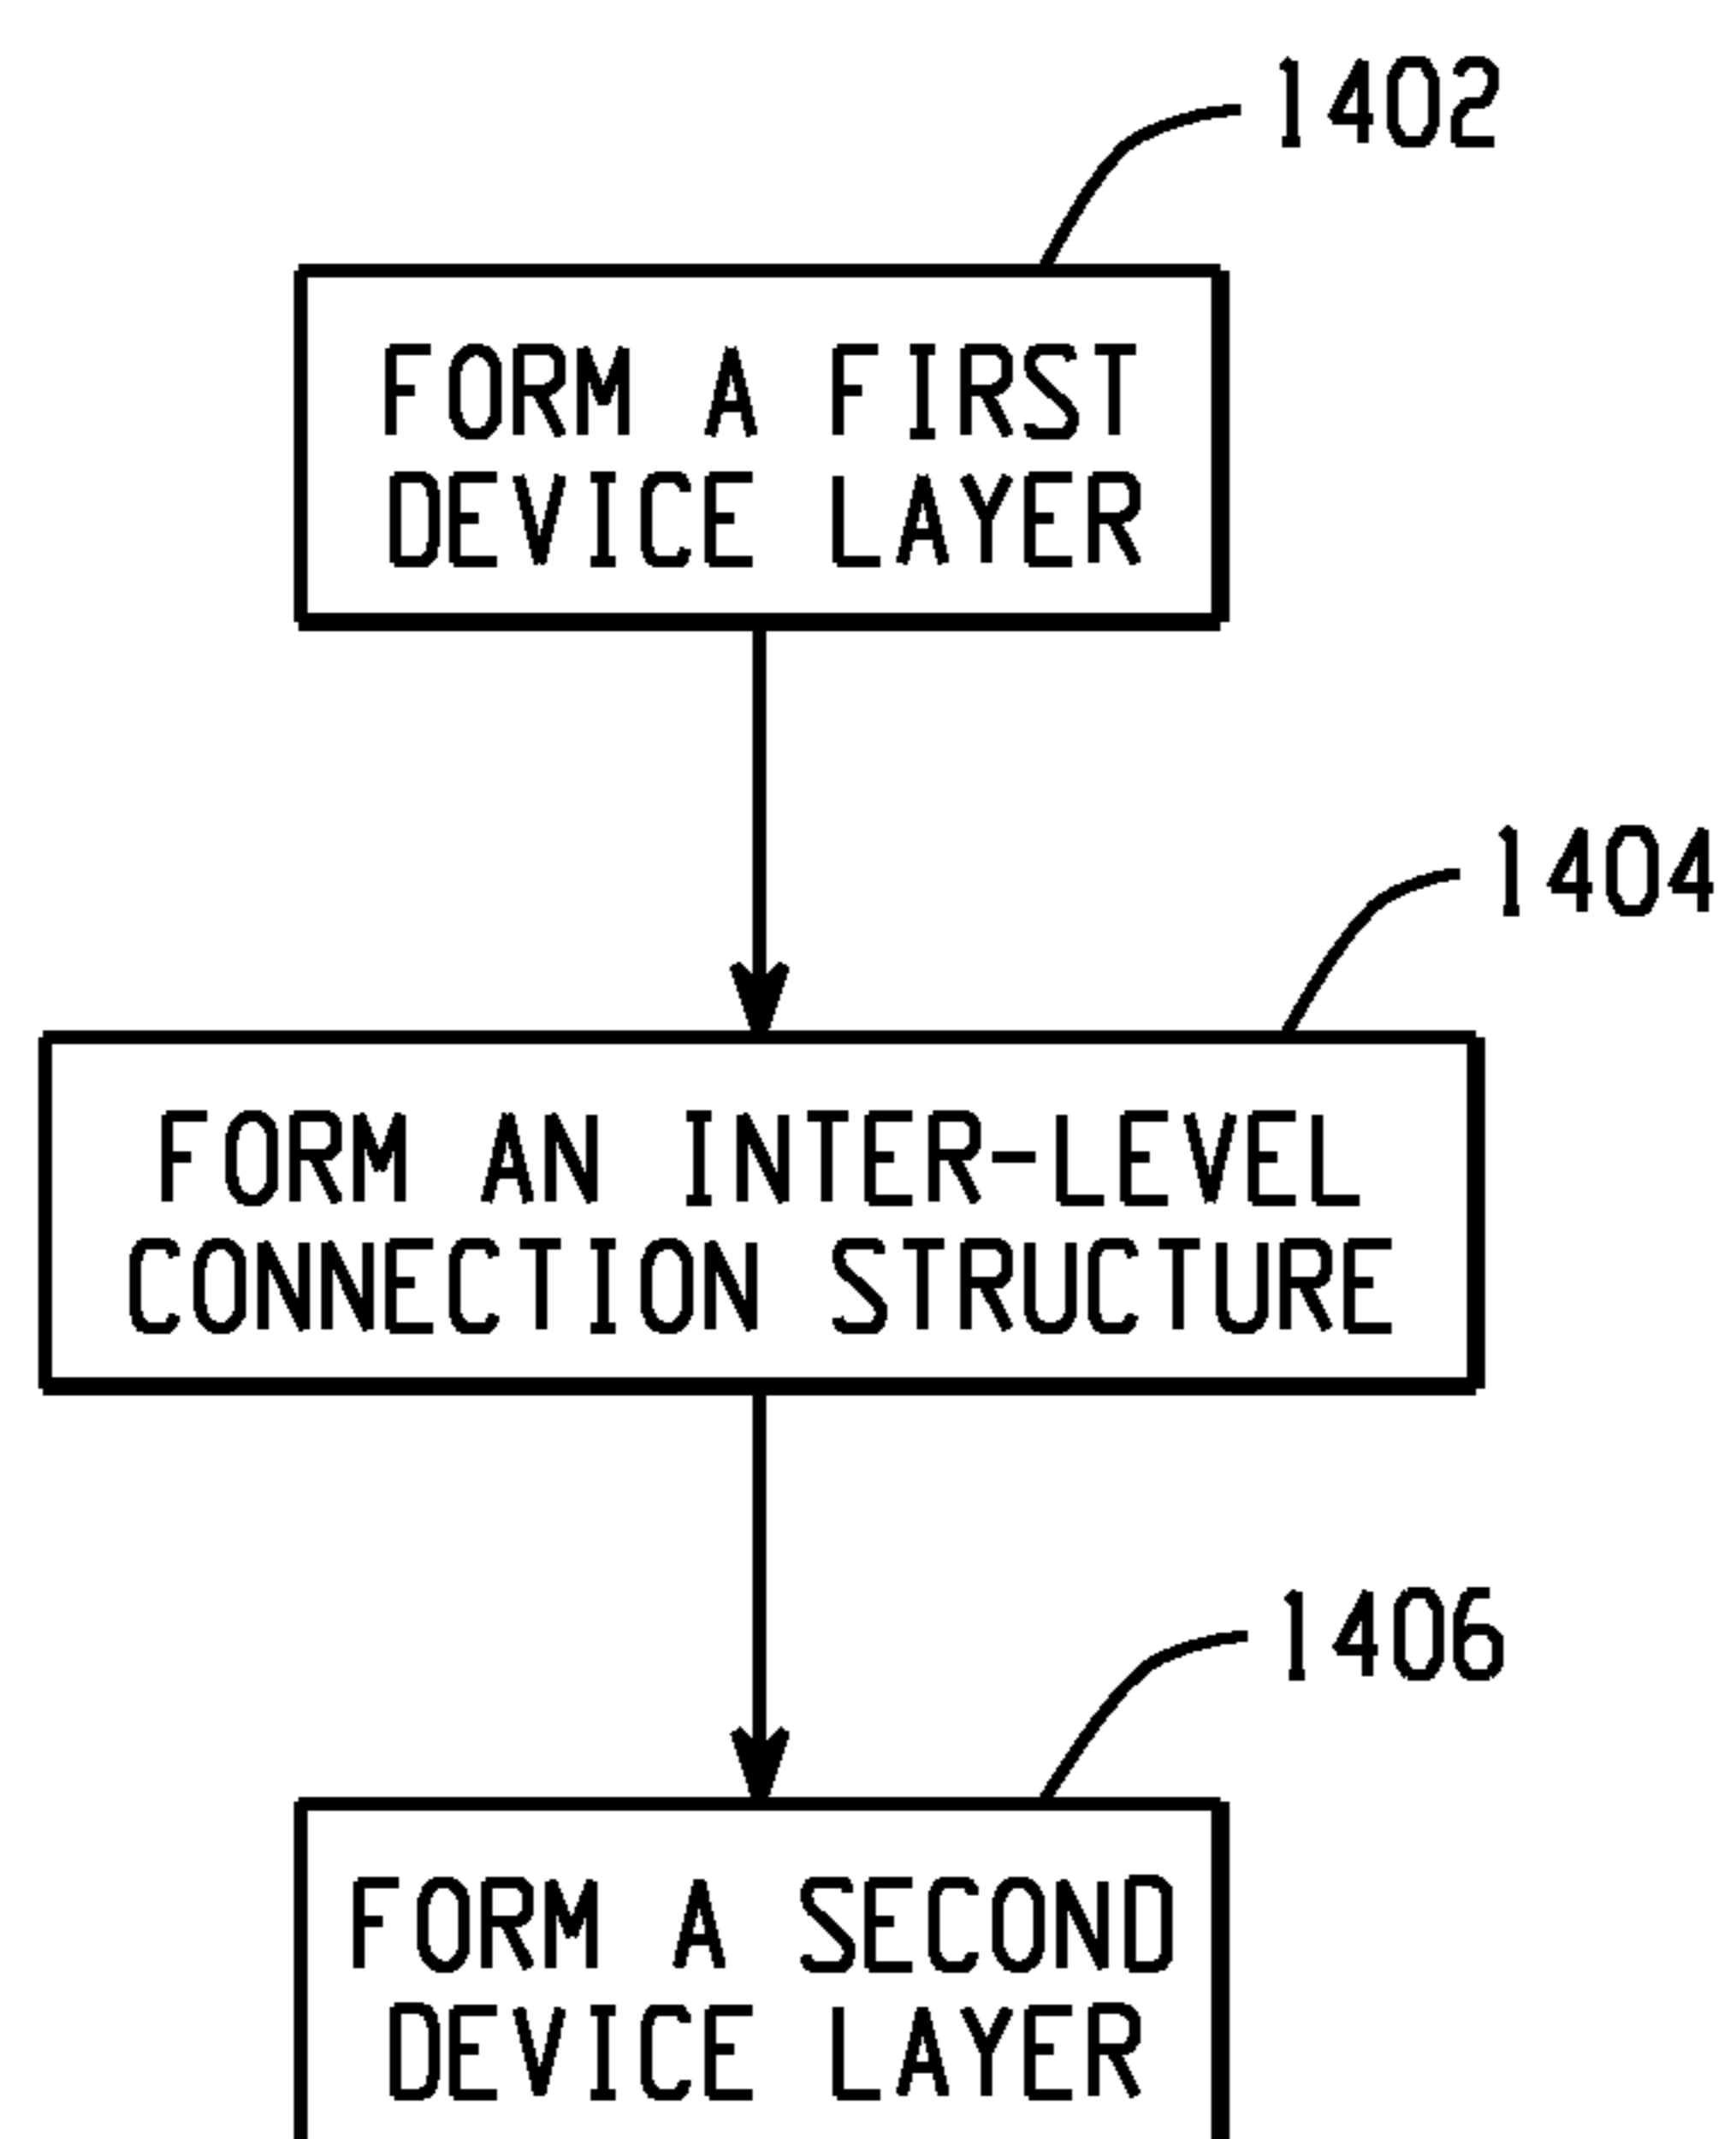 1402
FORM A FIRST
DEVICE LAYER
1404
FORM AN INTER-LEVEL
CONNECTION STRUCTURE
1406
FORM A SECOND
DEVICE LAYER